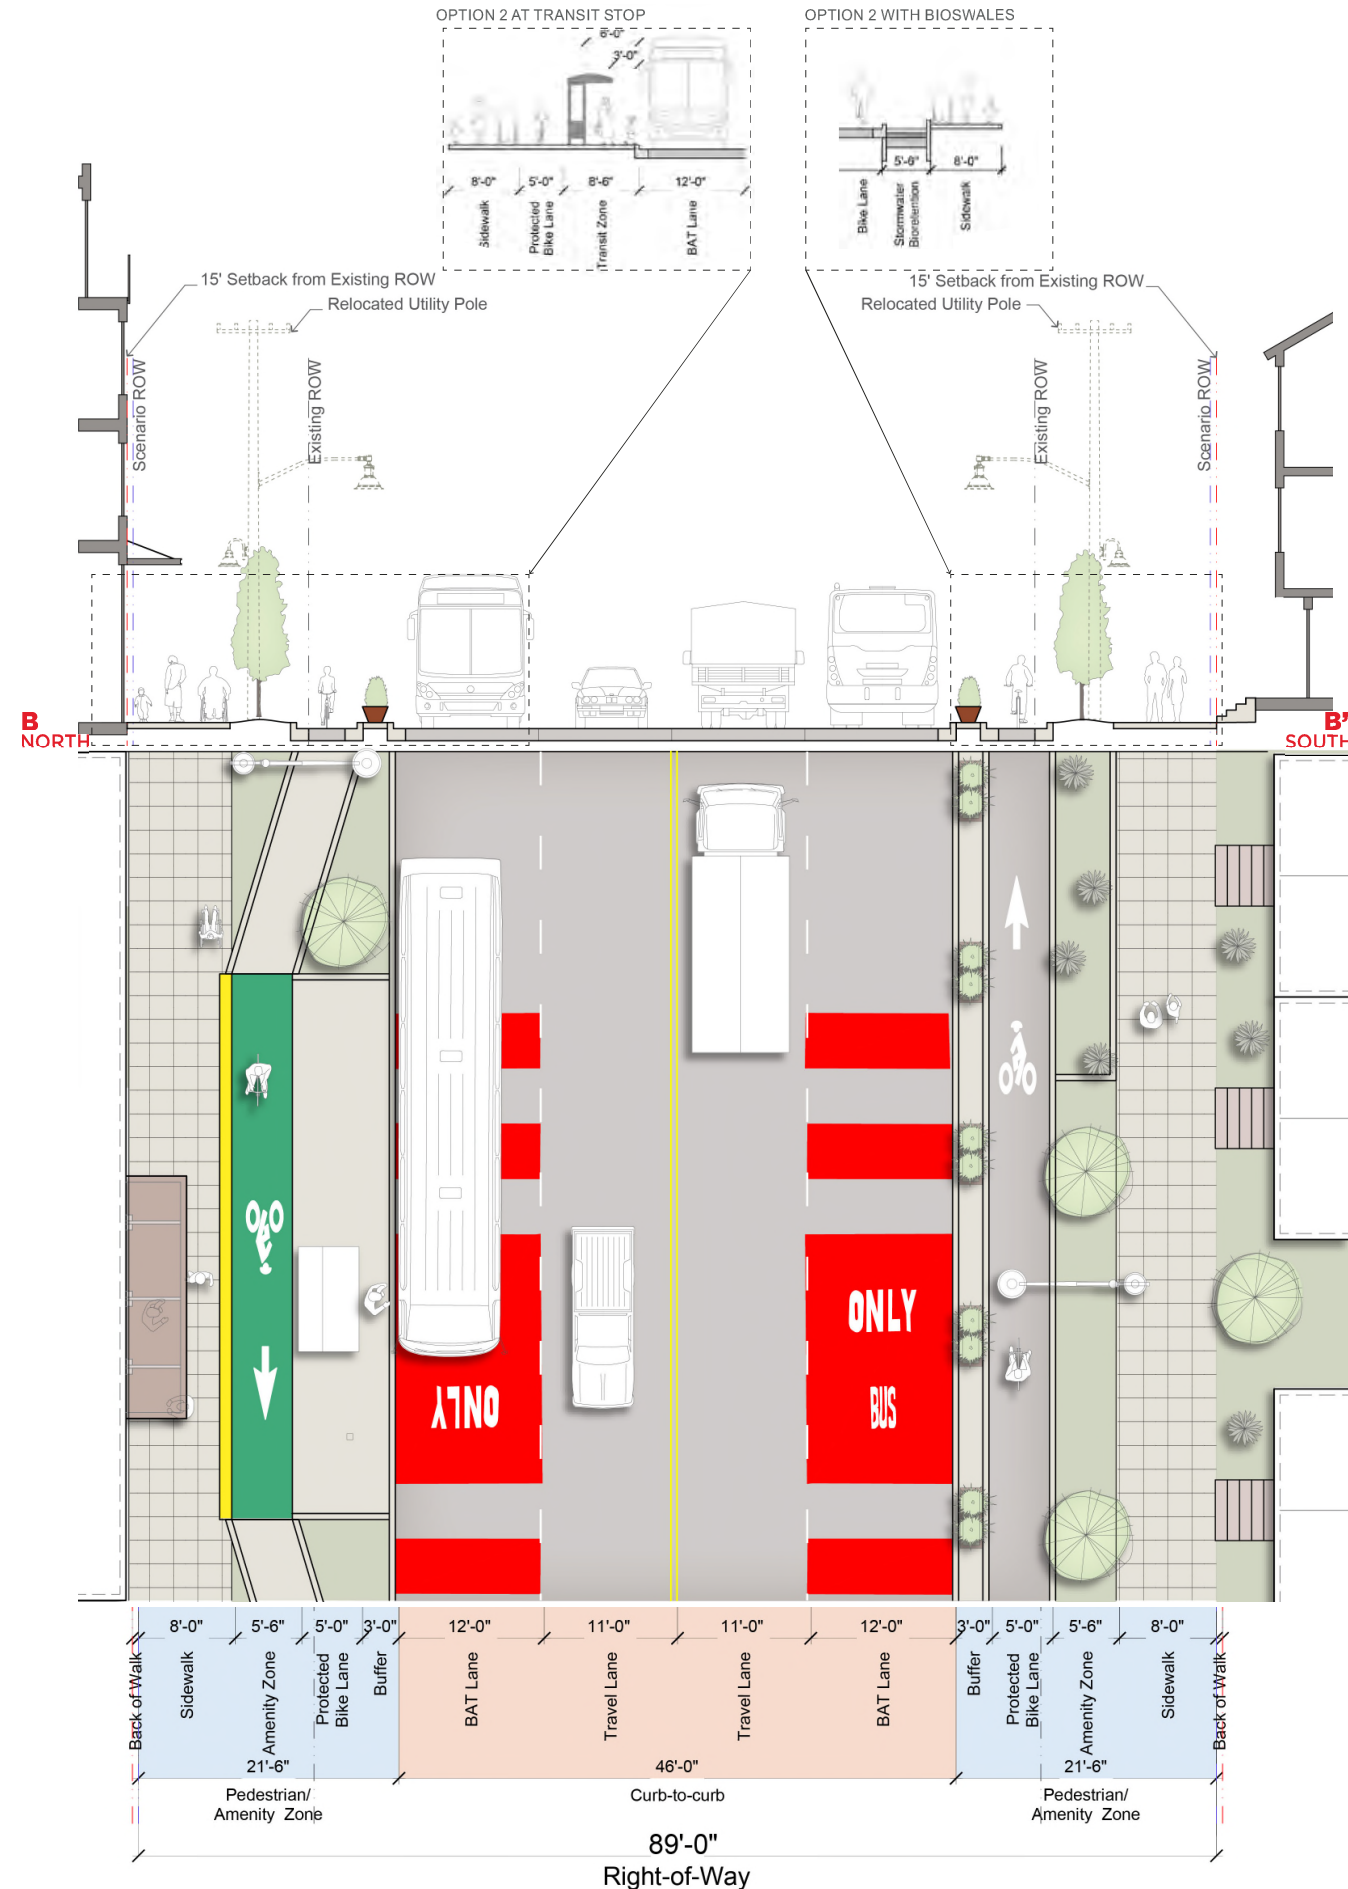 OPTION 2 AT TRANSIT STOP
OPTION 2 WITH BIOSWALES
6'-0"
3'-0"
8'-0"
5'-0"
8'-6"
12'-0"
Sidewalk
Protected
Bike Lane
Transit Zone
BAT Lane
5'-6"
8'-0"
Bike Lane
Stormwater
Bioretention
Sidewalk
15' Setback from Existing ROW
Relocated Utility Pole
15' Setback from Existing ROW
Relocated Utility Pole
Scenario ROW
Existing ROW
Existing ROW
Scenario ROW
B
NORTH
B'
SOUTH
ONLY
ONLY
BUS
8'-0"
5'-6"
5'-0"
3'-0"
12'-0"
11'-0"
11'-0"
12'-0"
3'-0"
5'-0"
5'-6"
8'-0"
Back of Walk
Sidewalk
Amenity Zone
Protected
Bike Lane
Buffer
BAT Lane
Travel Lane
Travel Lane
BAT Lane
Buffer
Protected
Bike Lane
Amenity Zone
Sidewalk
Back of Walk
21'-6"
46'-0"
21'-6"
Pedestrian/
Amenity Zone
Curb-to-curb
Pedestrian/
Amenity Zone
89'-0"
Right-of-Way